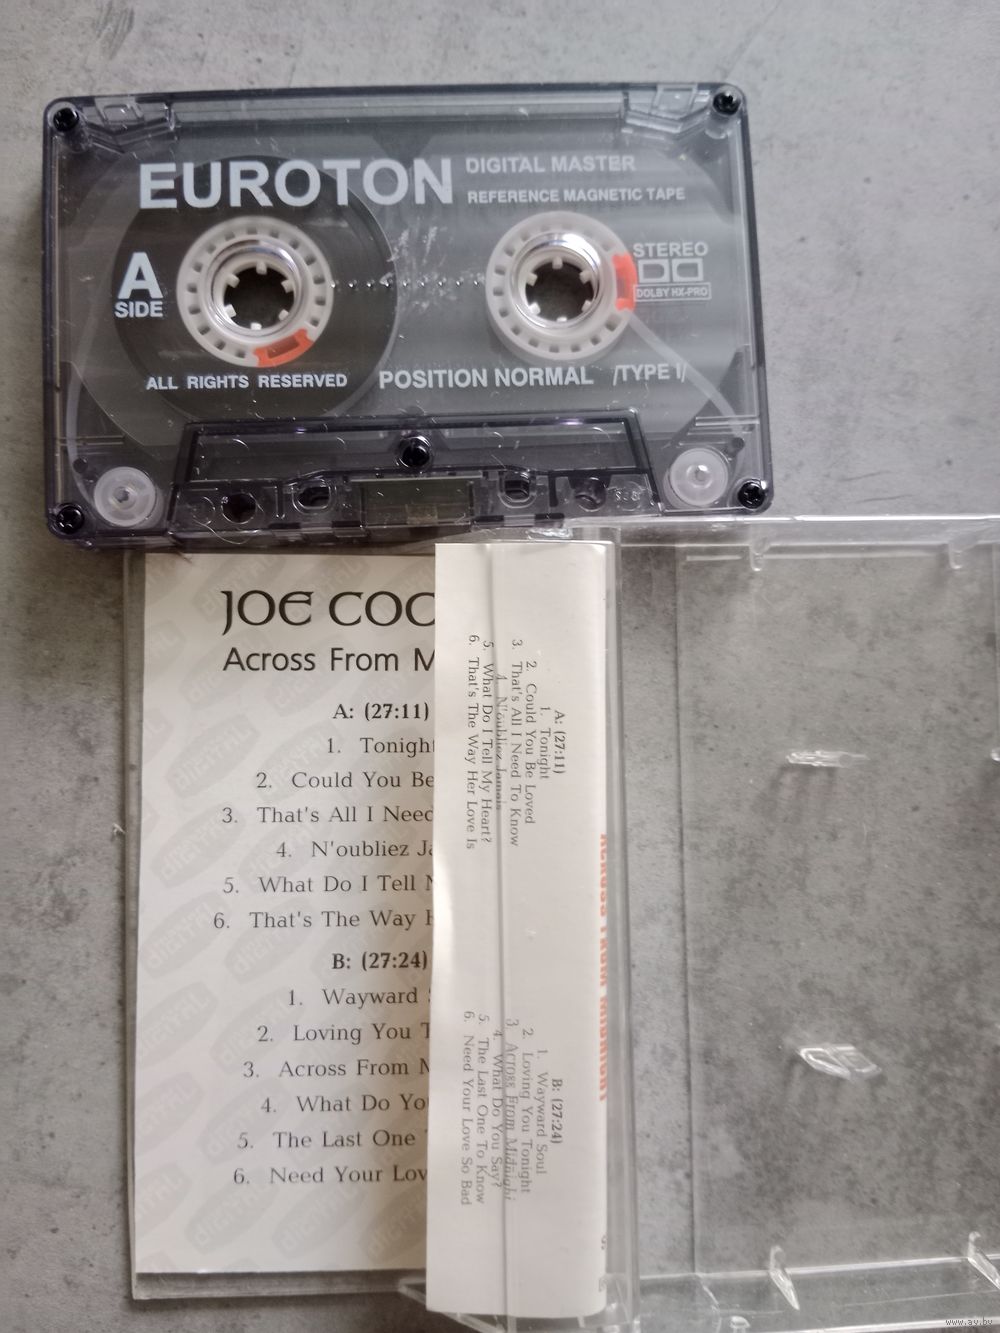 EUROTON
DIGITAL MASTER
REFERENCE MAGNETIC TAPE
A
SIDE
STEREO
DOLBY HX-PRO
ALL RIGHTS RESERVED
POSITION NORMAL /TYPE I/
JOE COC
Across From M
A: (27:11)
1. Tonight
2. Could You Be
3. That's All I Need
4. N'oubliez Ja
5. What Do I Tell
6. That's The Way H
B: (27:24)
1. Wayward
2. Loving You T
3. Across From M
4. What Do Yo
5. The Last One
6. Need Your Lov
A: (27:11)
1. Tonight
2. Could You Be Loved
3. That's All I Need To Know
4. N'oubliez Jamais
5. What Do I Tell My Heart?
6. That's The Way Her Love Is
B: (27:24)
1. Wayward Soul
2. Loving You Tonight
3. Across From Midnight
4. What Do You Say?
5. The Last One To Know
6. Need Your Love So Bad
ACROSS FROM MIDNIGHT
www.ay.by